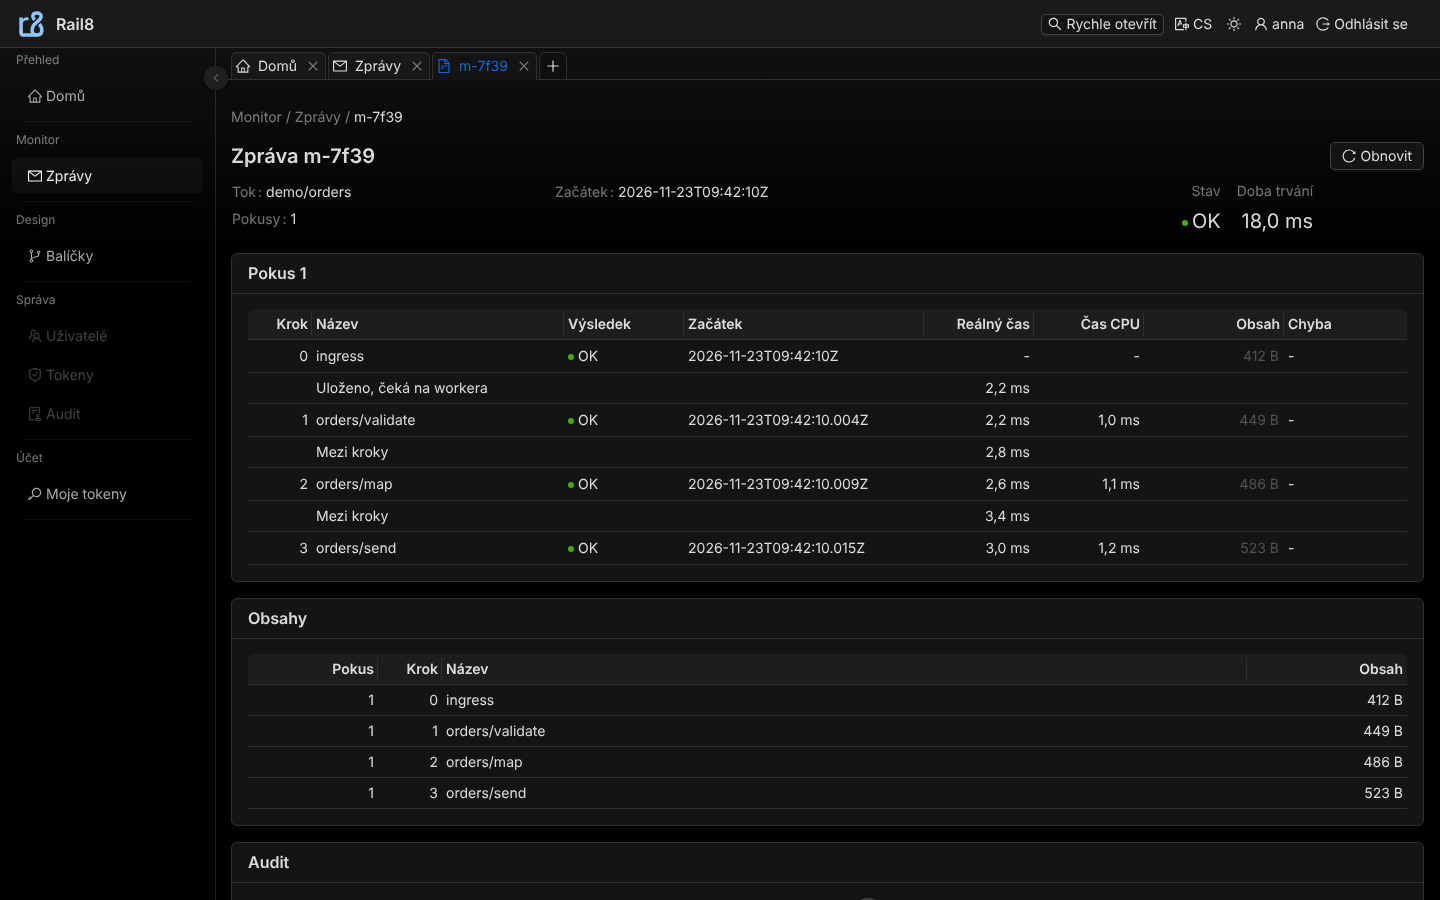 Rail8
Rychle otevřít
CS
anna
Odhlásit se
Přehled
Domů
Monitor
Zprávy
Design
Balíčky
Správa
Uživatelé
Tokeny
Audit
Účet
Moje tokeny
Domů
Zprávy
m-7f39
Monitor / Zprávy / m-7f39
Zpráva m-7f39
Obnovit
Tok : demo/orders
Začátek : 2026-11-23T09:42:10Z
Pokusy : 1
Stav Doba trvání
OK 18,0 ms
Pokus 1
Krok Název Výsledek Začátek Reálný čas Čas CPU Obsah Chyba
0 ingress OK 2026-11-23T09:42:10Z - - 412 B -
Uloženo, čeká na workera 2,2 ms
1 orders/validate OK 2026-11-23T09:42:10.004Z 2,2 ms 1,0 ms 449 B -
Mezi kroky 2,8 ms
2 orders/map OK 2026-11-23T09:42:10.009Z 2,6 ms 1,1 ms 486 B -
Mezi kroky 3,4 ms
3 orders/send OK 2026-11-23T09:42:10.015Z 3,0 ms 1,2 ms 523 B -
Obsahy
Pokus Krok Název Obsah
1 0 ingress 412 B
1 1 orders/validate 449 B
1 2 orders/map 486 B
1 3 orders/send 523 B
Audit